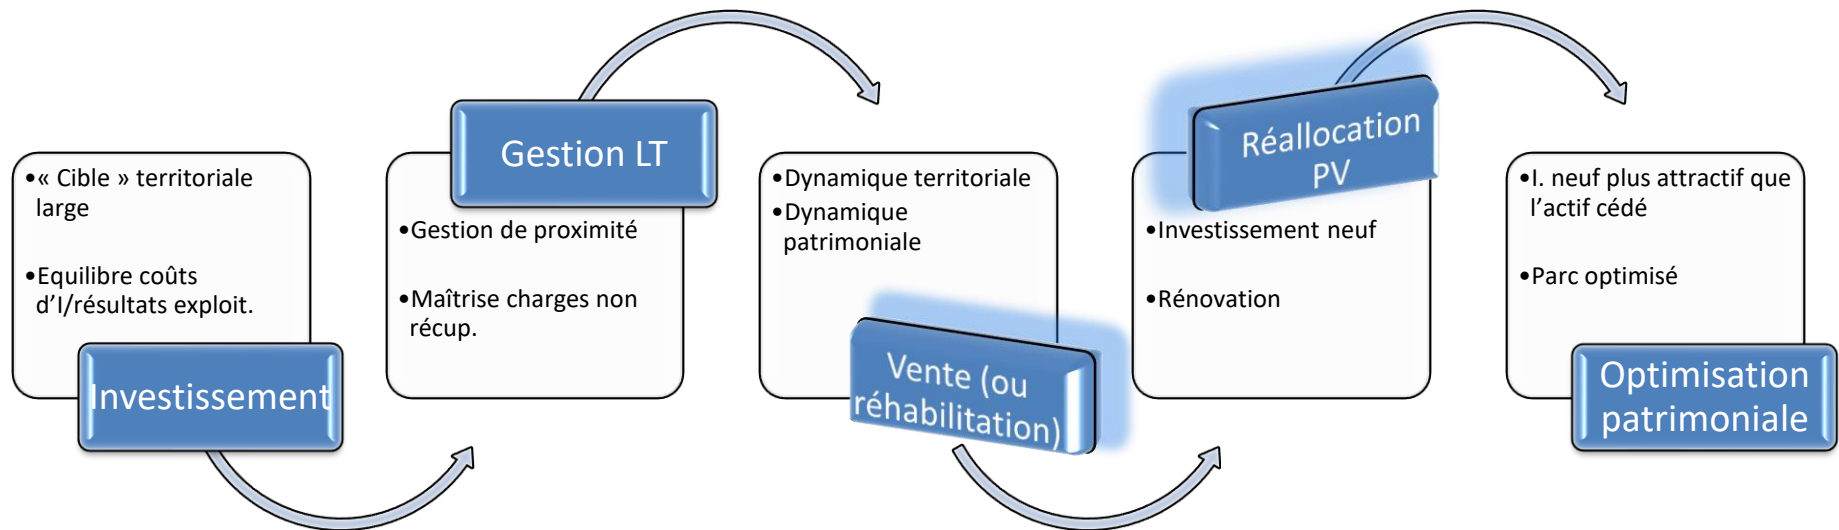 •« Cible » territoriale
large
•Equilibre coûts
d’I/résultats exploit.
Investissement
Gestion LT
•Gestion de proximité
•Maîtrise charges non
récup.
•Dynamique territoriale
•Dynamique
patrimoniale
Vente (ou
réhabilitation)
Réallocation
PV
•Investissement neuf
•Rénovation
•I. neuf plus attractif que
l’actif cédé
•Parc optimisé
Optimisation
patrimoniale